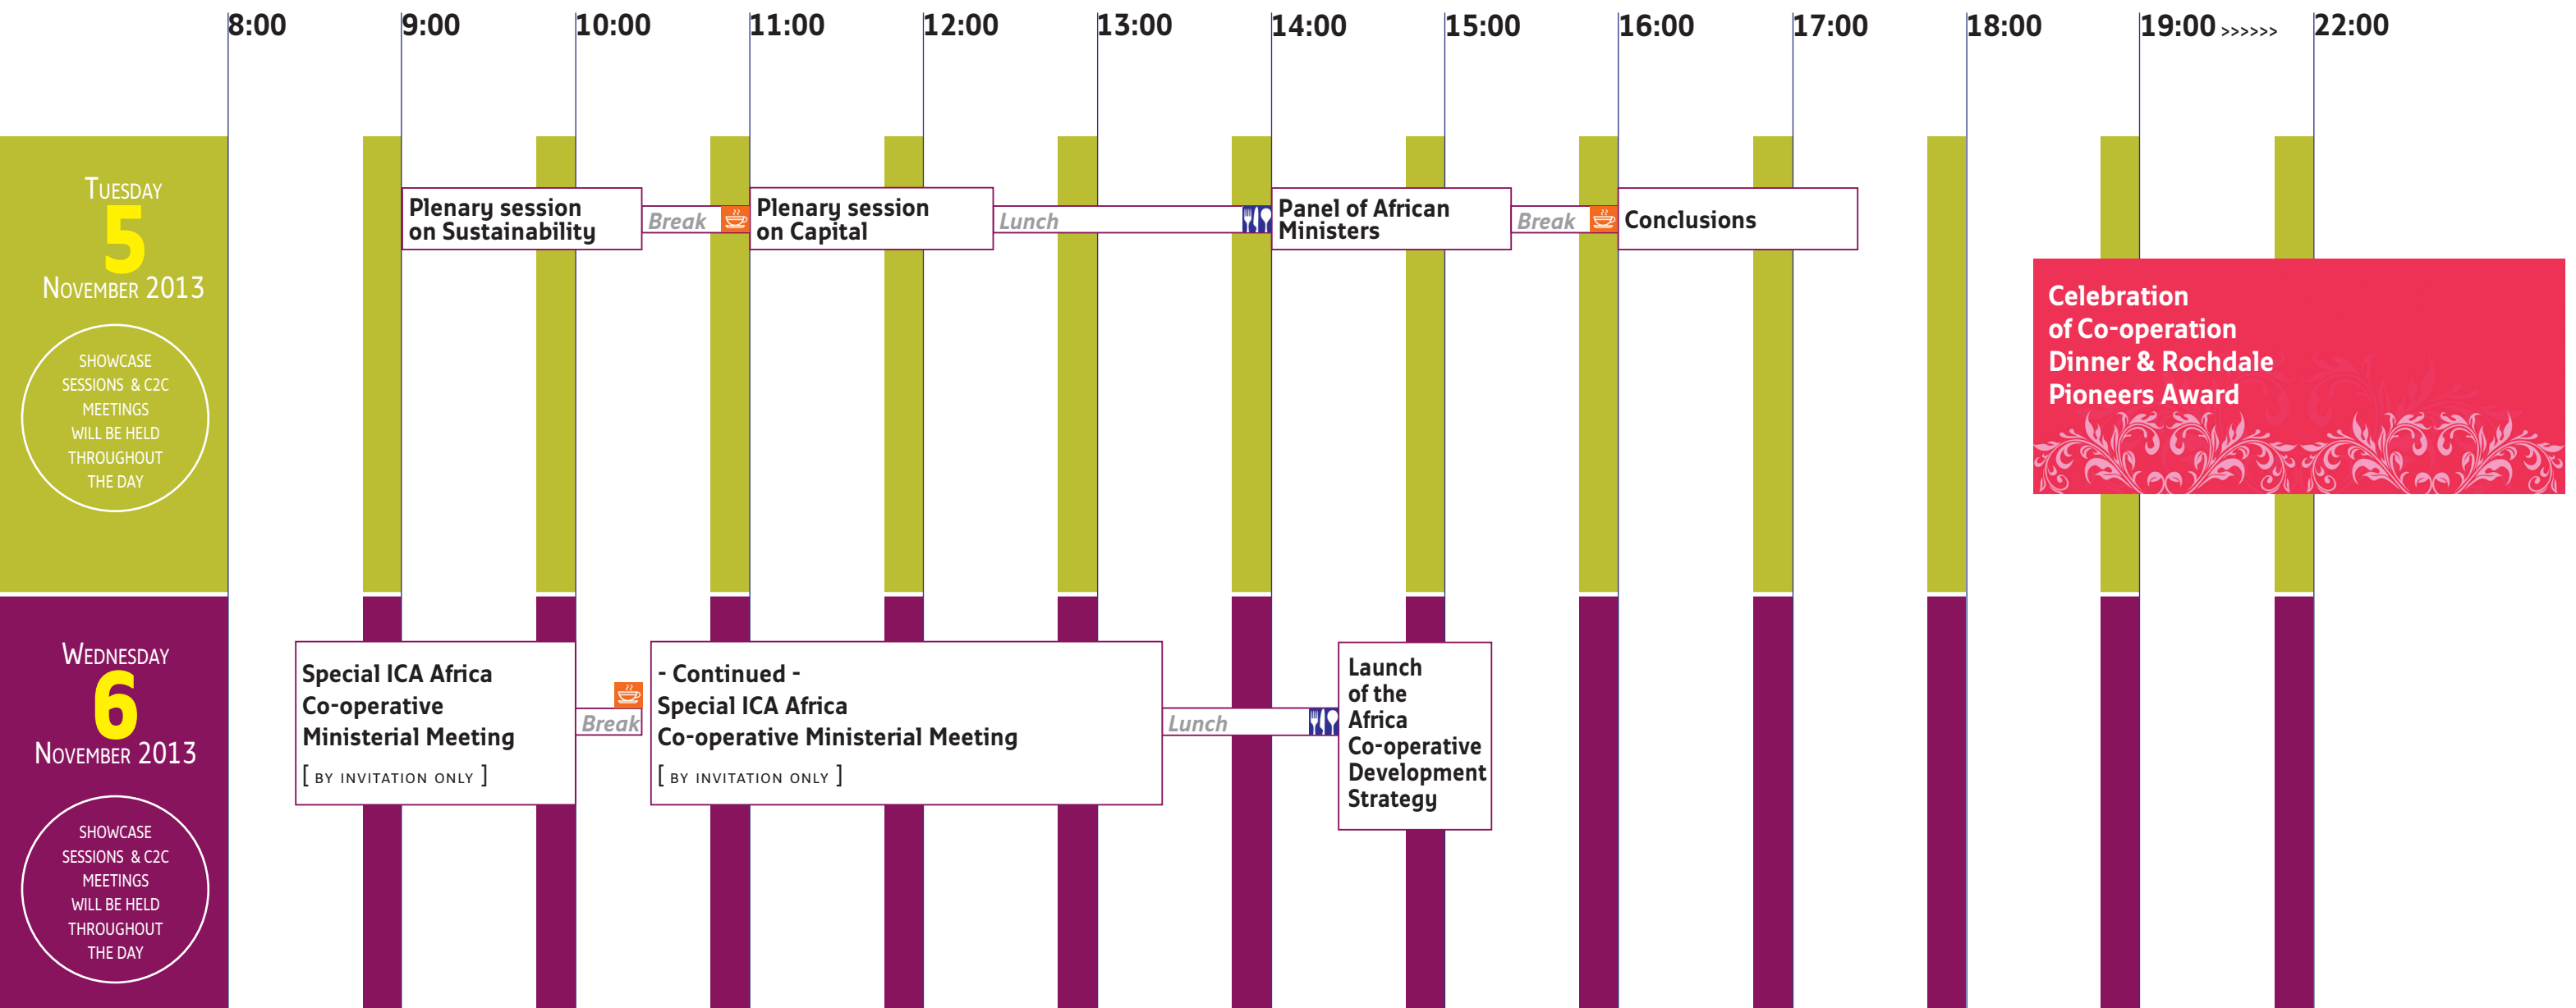 8:00 9:00 10:00 11:00 12:00 13:00 14:00 15:00 16:00 17:00 18:00 19:00 >>>>>> 22:00
Tuesday
5
November 2013
SHOWCASE
SESSIONS & C2C
MEETINGS
WILL BE HELD
THROUGHOUT
THE DAY
Plenary session
on Sustainability
Break
Plenary session
on Capital
Lunch
Panel of African
Ministers
Break
Conclusions
Celebration
of Co-operation
Dinner & Rochdale
Pioneers Award
Wednesday
6
November 2013
SHOWCASE
SESSIONS & C2C
MEETINGS
WILL BE HELD
THROUGHOUT
THE DAY
Special ICA Africa
Co-operative
Ministerial Meeting
[ BY INVITATION ONLY ]
Break
- Continued -
Special ICA Africa
Co-operative Ministerial Meeting
[ BY INVITATION ONLY ]
Lunch
Launch
of the
Africa
Co-operative
Development
Strategy